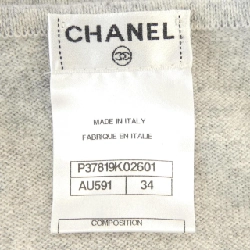 CHANEL
MADE IN ITALY
FABRIQUE EN ITALIE
P37819K02601
AU591 34
COMPOSITION